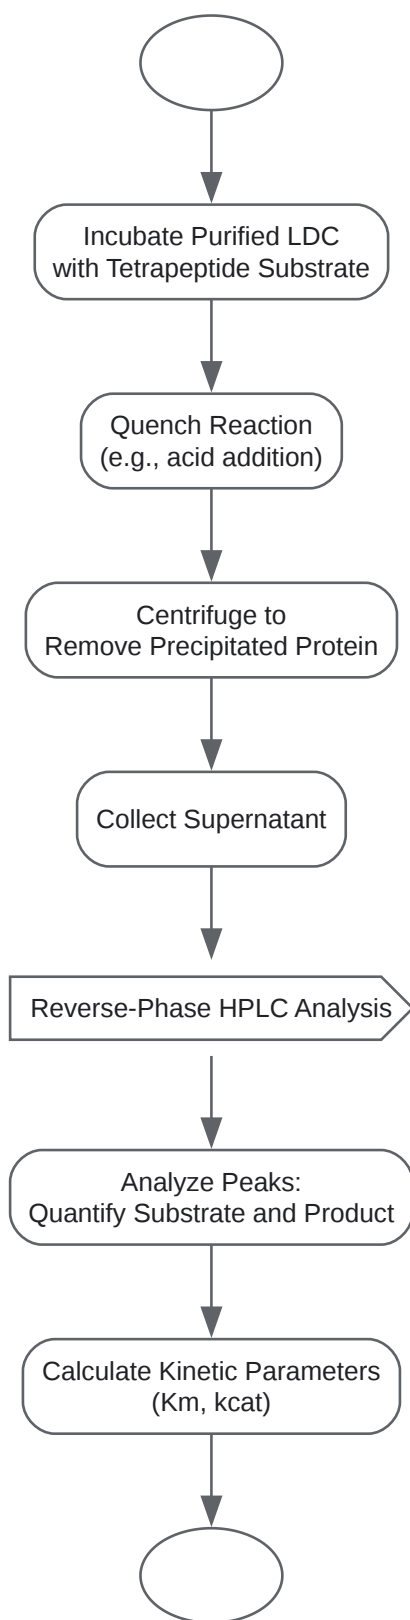 Incubate Purified LDC
with Tetrapeptide Substrate
Quench Reaction
(e.g., acid addition)
Centrifuge to
Remove Precipitated Protein
Collect Supernatant
Reverse-Phase HPLC Analysis
Analyze Peaks:
Quantify Substrate and Product
Calculate Kinetic Parameters
(Km, kcat)